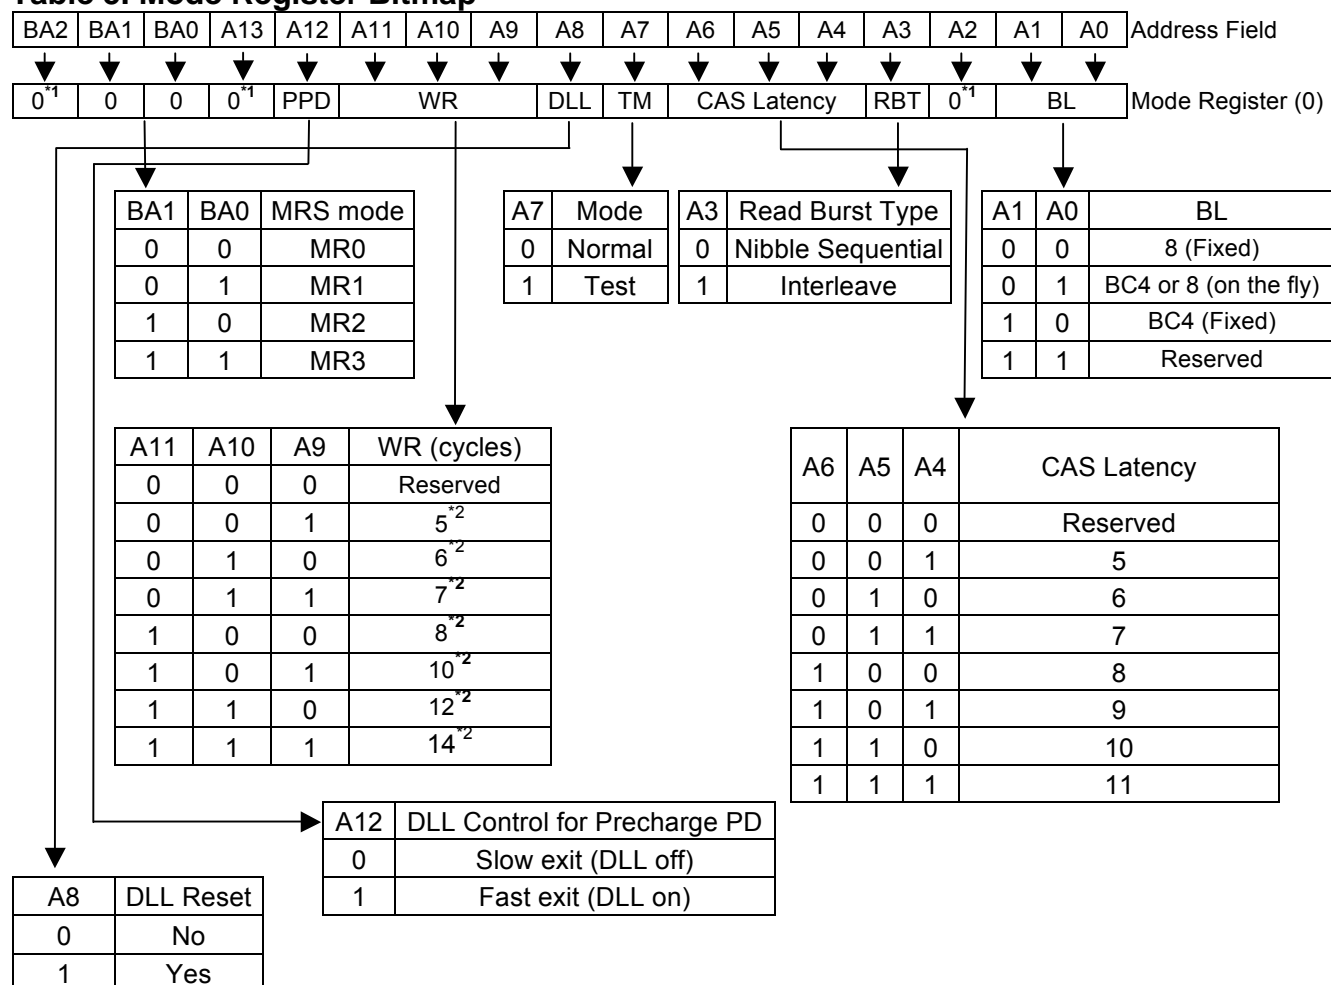 Table 3. Mode Register Bitmap
BA2 BA1 BA0 A13 A12 A11 A10 A9 A8 A7 A6 A5 A4 A3 A2 A1 A0 Address Field
0*1 0 0 0*1 PPD WR DLL TM CAS Latency RBT 0*1 BL Mode Register (0)
BA1 BA0 MRS mode
0 0 MR0
0 1 MR1
1 0 MR2
1 1 MR3
A7 Mode
0 Normal
1 Test
A3 Read Burst Type
0 Nibble Sequential
1 Interleave
A1 A0 BL
0 0 8 (Fixed)
0 1 BC4 or 8 (on the fly)
1 0 BC4 (Fixed)
1 1 Reserved
A11 A10 A9 WR (cycles)
0 0 0 Reserved
0 0 1 5*2
0 1 0 6*2
0 1 1 7*2
1 0 0 8*2
1 0 1 10*2
1 1 0 12*2
1 1 1 14*2
A6 A5 A4 CAS Latency
0 0 0 Reserved
0 0 1 5
0 1 0 6
0 1 1 7
1 0 0 8
1 0 1 9
1 1 0 10
1 1 1 11
A12 DLL Control for Precharge PD
0 Slow exit (DLL off)
1 Fast exit (DLL on)
A8 DLL Reset
0 No
1 Yes